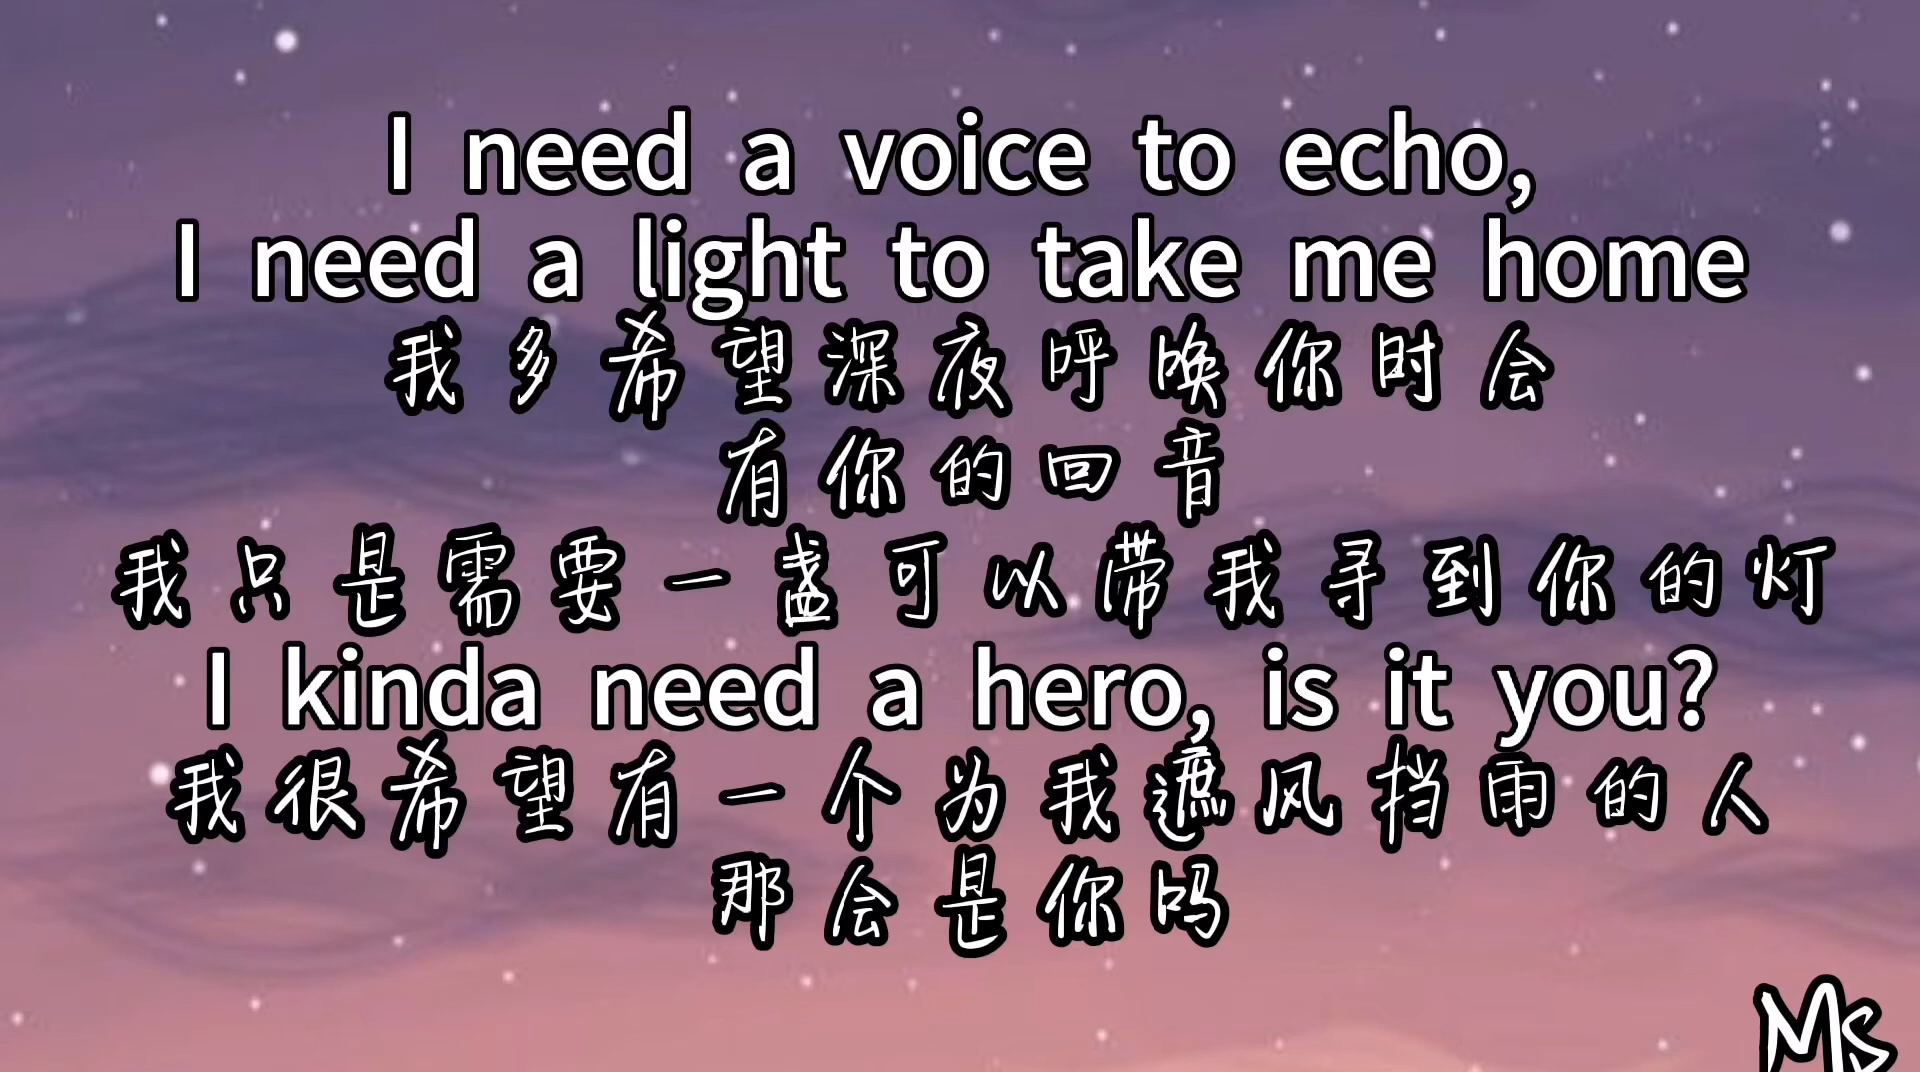 I need a voice to echo,
I need a light to take me home
我多希望深夜呼唤你时会
有你的回音
我只是需要一盏可以带我寻到你的灯
I kinda need a hero, is it you?
我很希望有一个为我遮风挡雨的人
那会是你吗
Ms